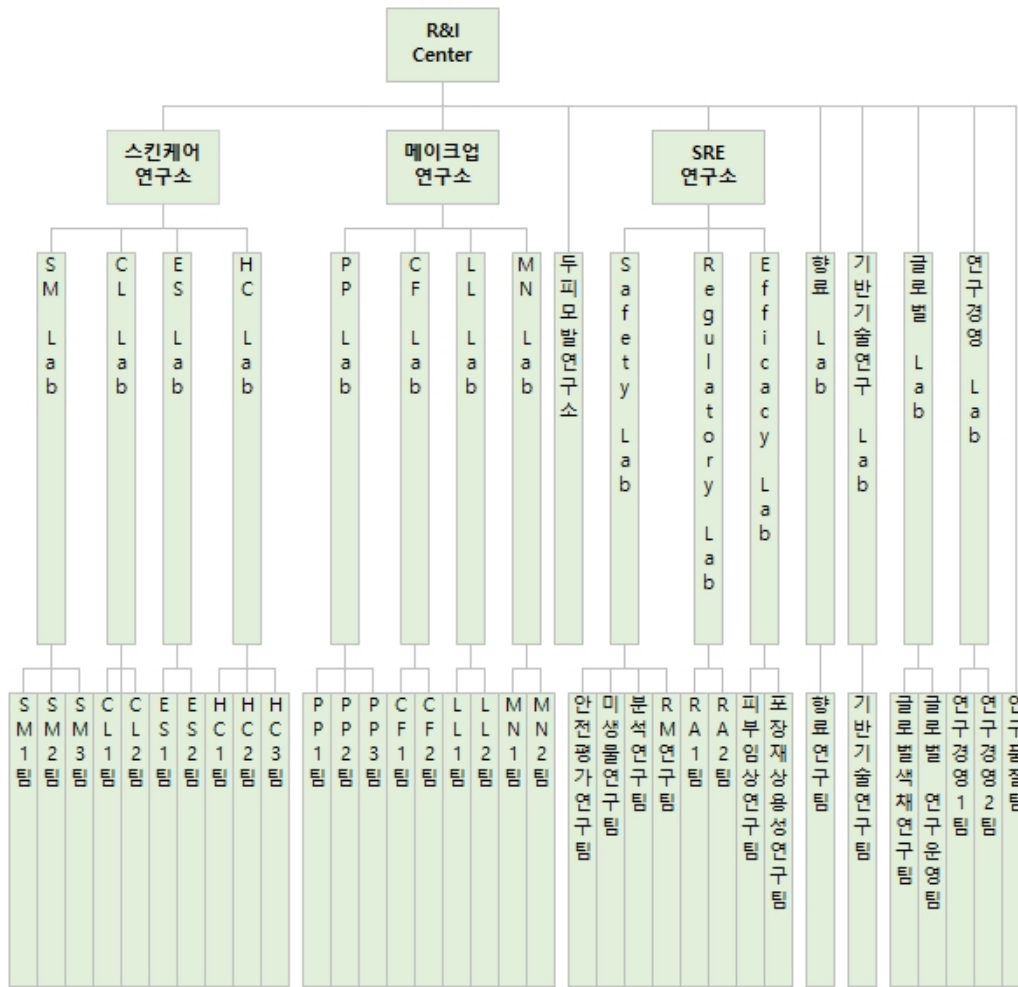 R&I
Center
스킨케어
연구소
메이크업
연구소
SRE
연구소
SM Lab
CL Lab
ES Lab
HC Lab
PP Lab
CF Lab
LL Lab
MN Lab
두피모발연구소
Safety Lab
Regulatory Lab
Efficacy Lab
향료 Lab
기반기술연구 Lab
글로벌 Lab
연구경영 Lab
SM1팀
SM2팀
SM3팀
CL1팀
CL2팀
ES1팀
ES2팀
HC1팀
HC2팀
HC3팀
PP1팀
PP2팀
PP3팀
CF1팀
CF2팀
LL1팀
LL2팀
MN1팀
MN2팀
안전평가연구팀
미생물연구팀
분석연구팀
RM연구팀
RA1팀
RA2팀
피부임상연구팀
포장재상용성연구팀
향료연구팀
기반기술연구팀
글로벌색채연구팀
글로벌 연구운영팀
연구경영1팀
연구경영2팀